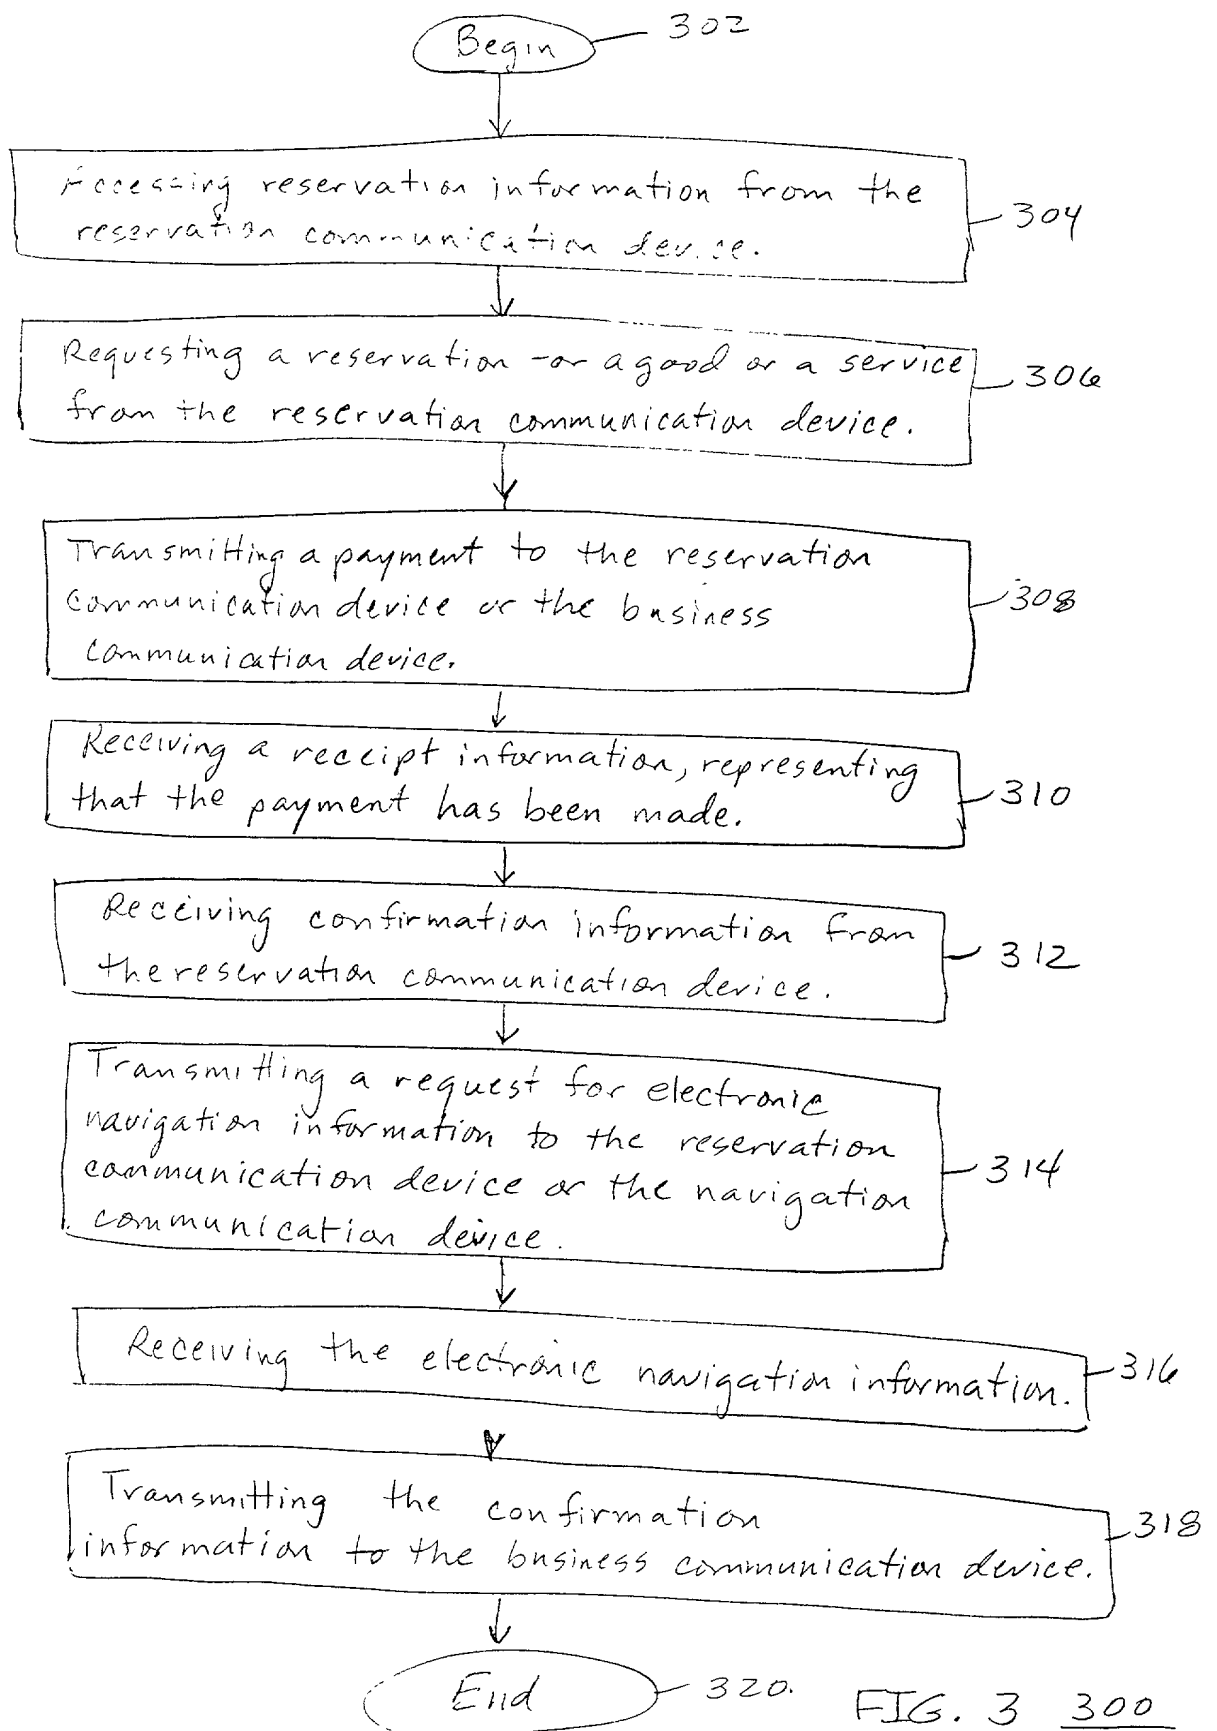 Begin 302
Accessing reservation information from the
reservation communication device.
304
Requesting a reservation for a good or a service
from the reservation communication device.
306
Transmitting a payment to the reservation
communication device or the business
communication device.
308
Receiving a receipt information, representing
that the payment has been made.
310
Receiving confirmation information from
the reservation communication device.
312
Transmitting a request for electronic
navigation information to the reservation
communication device or the navigation
communication device.
314
Receiving the electronic navigation information.
316
Transmitting the confirmation
information to the business communication device.
318
End 320.
FIG. 3 300